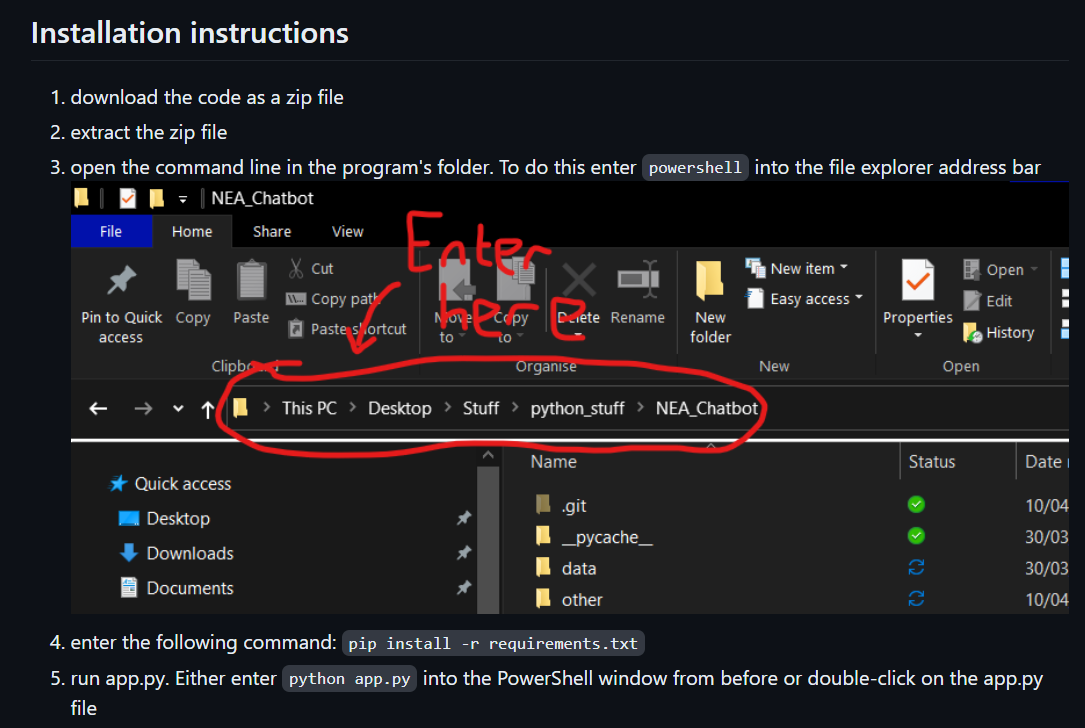 Installation instructions
1. download the code as a zip file
2. extract the zip file
3. open the command line in the program's folder. To do this enter powershell into the file explorer address bar
NEA_Chatbot
File Home Share View
Enter
here
Pin to Quick
access
Copy
Paste
Cut
Copy path
Paste shortcut
Move
to
Copy
to
Delete
Rename
New
folder
New item
Easy access
Properties
Open
Edit
History
Clipboard Organise New Open
This PC > Desktop > Stuff > python_stuff > NEA_Chatbot
Quick access
Desktop
Downloads
Documents
Name Status Date
.git 10/04
__pycache__ 30/03
data 30/03
other 10/04
4. enter the following command: pip install -r requirements.txt
5. run app.py. Either enter python app.py into the PowerShell window from before or double-click on the app.py
file